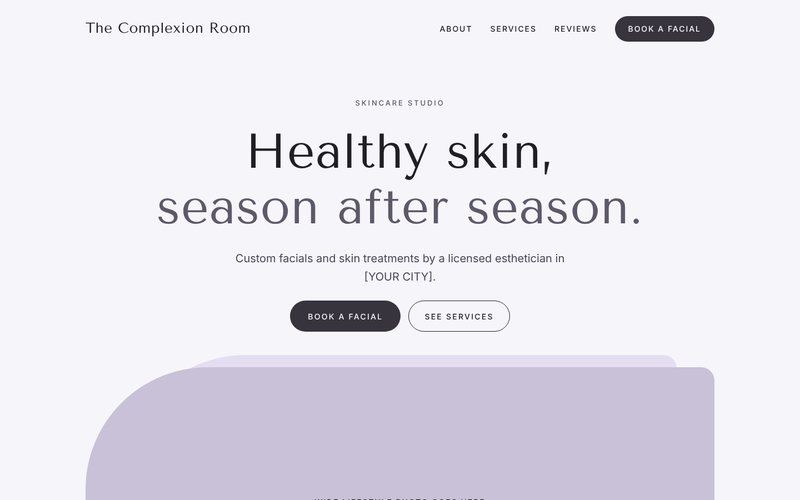 The Complexion Room
ABOUT SERVICES REVIEWS BOOK A FACIAL
SKINCARE STUDIO
Healthy skin,
season after season.
Custom facials and skin treatments by a licensed esthetician in
[YOUR CITY].
BOOK A FACIAL SEE SERVICES